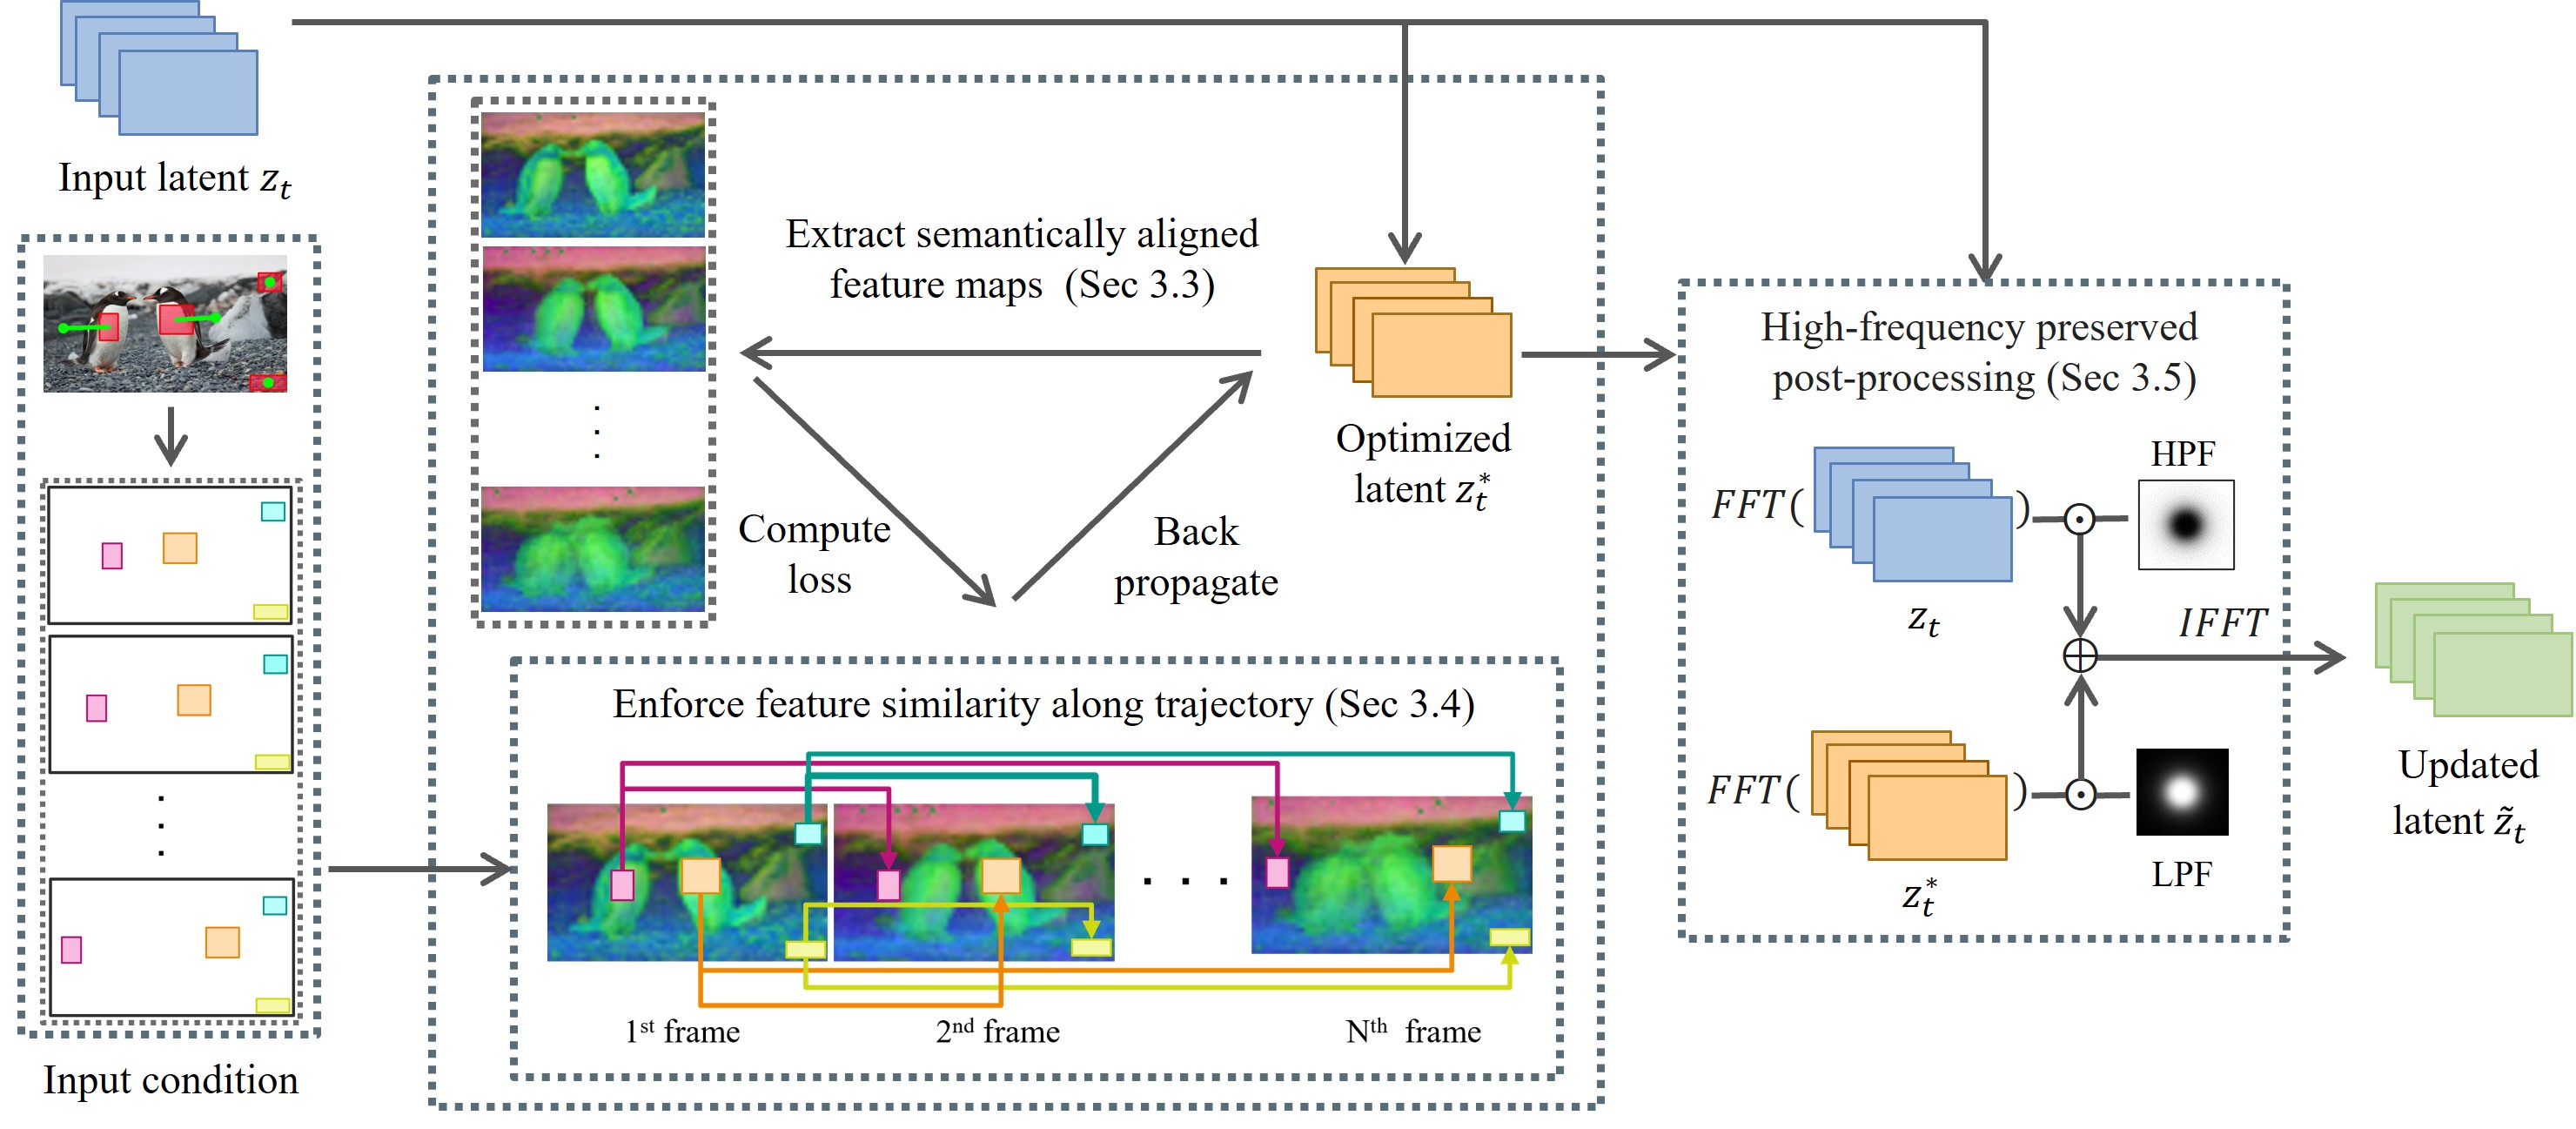 Input latent z_t
Input condition
Extract semantically aligned
feature maps (Sec 3.3)
Compute
loss
Back
propagate
Optimized
latent z_t^*
Enforce feature similarity along trajectory (Sec 3.4)
1st frame
2nd frame
Nth frame
High-frequency preserved
post-processing (Sec 3.5)
HPF
FFT( )
z_t
IFFT
FFT( )
z_t^*
LPF
Updated
latent z̃_t